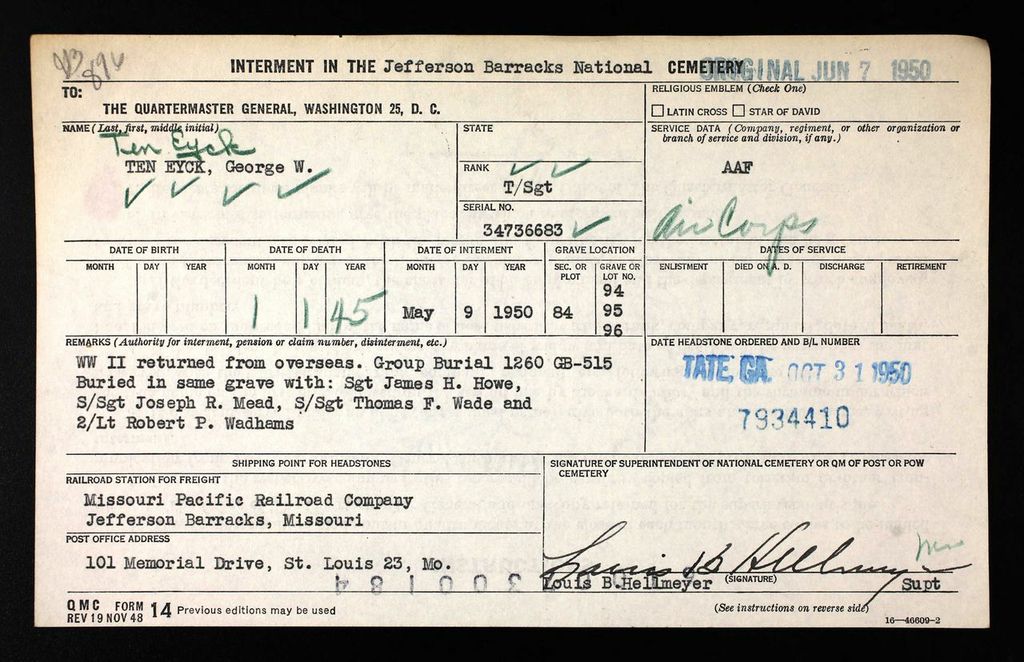 INTERMENT IN THE Jefferson Barracks National CEMETERY
ORIGINAL JUN 7 1950
TO:
THE QUARTERMASTER GENERAL, WASHINGTON 25, D. C.
RELIGIOUS EMBLEM (Check One)
LATIN CROSS STAR OF DAVID
NAME (Last, first, middle initial)
Ten Eyck
TEN EYCK, George W.
STATE
RANK
T/Sgt
SERIAL NO.
34736683
SERVICE DATA (Company, regiment, or other organization or
branch of service and division, if any.)
AAF
Air Corps
DATE OF BIRTH
MONTH DAY YEAR
DATE OF DEATH
MONTH DAY YEAR
1 1 45
DATE OF INTERMENT
MONTH DAY YEAR
May 9 1950
GRAVE LOCATION
SEC. OR PLOT
GRAVE OR LOT NO.
84
94
95
96
DATES OF SERVICE
ENLISTMENT DIED ON A. D. DISCHARGE RETIREMENT
REMARKS (Authority for interment, pension or claim number, disinterment, etc.)
WW II returned from overseas. Group Burial 1260 GB-515
Buried in same grave with: Sgt James H. Howe,
S/Sgt Joseph R. Mead, S/Sgt Thomas F. Wade and
2/Lt Robert P. Wadhams
DATE HEADSTONE ORDERED AND B/L NUMBER
TATE, GA. OCT 31 1950
7934410
SHIPPING POINT FOR HEADSTONES
RAILROAD STATION FOR FREIGHT
Missouri Pacific Railroad Company
Jefferson Barracks, Missouri
POST OFFICE ADDRESS
101 Memorial Drive, St. Louis 23, Mo.
SIGNATURE OF SUPERINTENDENT OF NATIONAL CEMETERY OR QM OF POST OR POW
CEMETERY
Louis B. Hellmeyer
Louis B. Hellmeyer (SIGNATURE) Supt
QMC FORM 14 Previous editions may be used
REV 19 NOV 48
(See instructions on reverse side)
16—46609-2